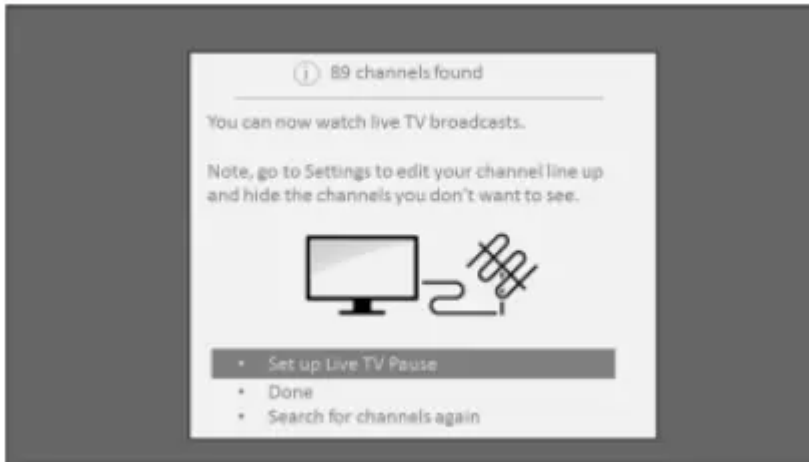 89 channels found
You can now watch live TV broadcasts.
Note, go to Settings to edit your channel line up
and hide the channels you don't want to see.
• Set up Live TV Pause
• Done
• Search for channels again